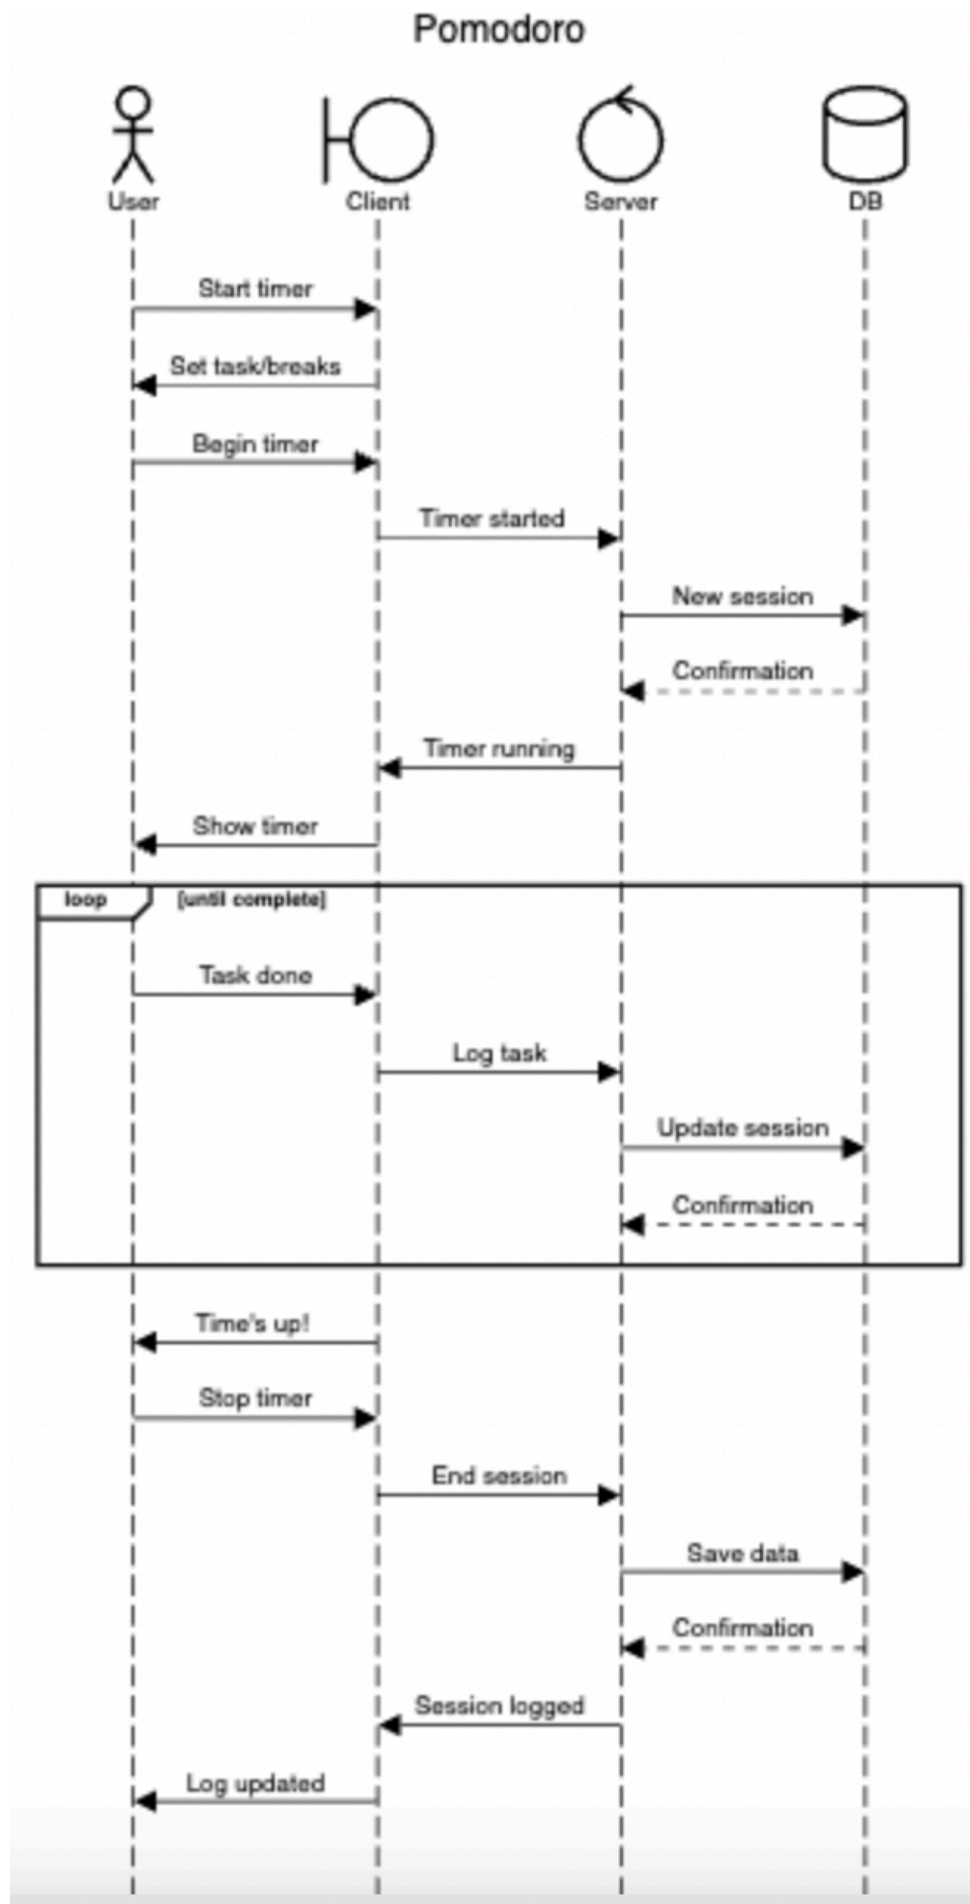 Pomodoro
User
Client
Server
DB
Start timer
Set task/breaks
Begin timer
Timer started
New session
Confirmation
Timer running
Show timer
loop
[until complete]
Task done
Log task
Update session
Confirmation
Time's up!
Stop timer
End session
Save data
Confirmation
Session logged
Log updated